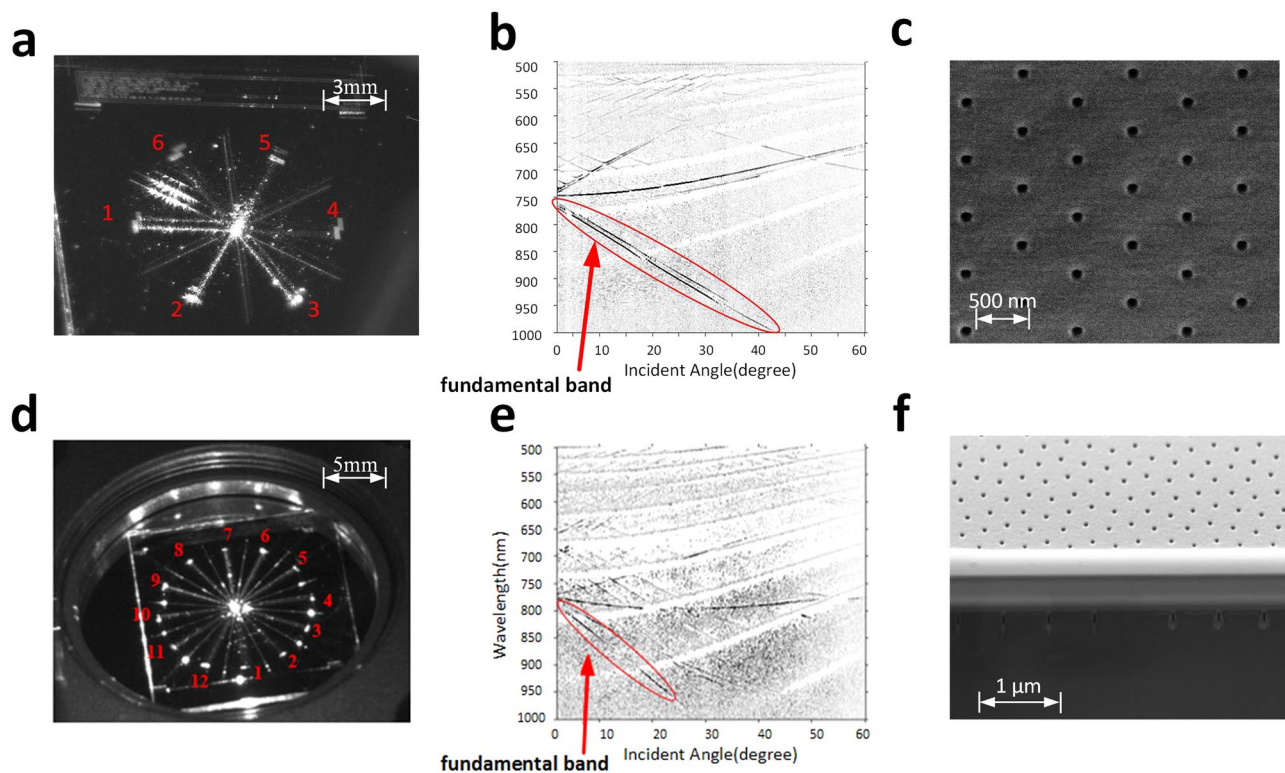 a
3mm
6
5
1
4
2
3
b
500
550
600
650
700
750
800
850
900
950
1000
0 10 20 30 40 50 60
Incident Angle(degree)
fundamental band
c
500 nm
d
5mm
7
6
8
5
9
4
10
3
11
2
1
12
e
Wavelength(nm)
500
550
600
650
700
750
800
850
900
950
1000
0 10 20 30 40 50 60
Incident Angle(degree)
fundamental band
f
1 μm